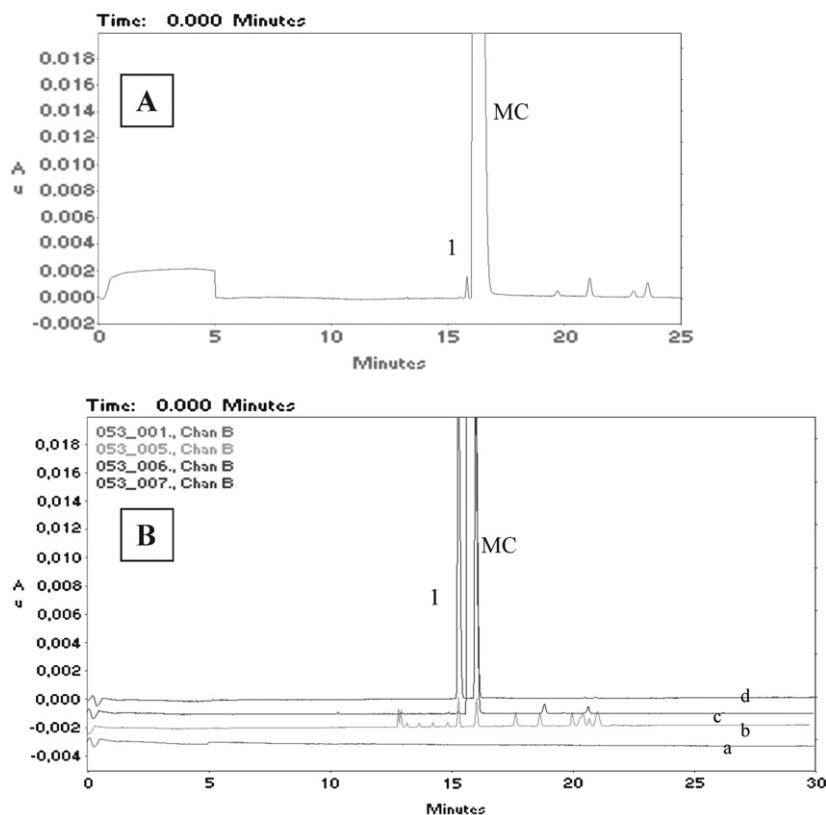 Time: 0.000 Minutes
0.018
0.016
0.014
0.012
0.010
0.008
0.006
0.004
0.002
0.000
-0.002
A
u
A
MC
1
0 5 10 15 20 25
Minutes
Time: 0.000 Minutes
053_001., Chan B
053_005., Chan B
053_006., Chan B
053_007., Chan B
0,018
0,016
0,014
0,012
0,010
0,008
0,006
0,004
0,002
0,000
-0,002
-0,004
A
u
B
MC
1
d
c
b
a
0 5 10 15 20 25 30
Minutes